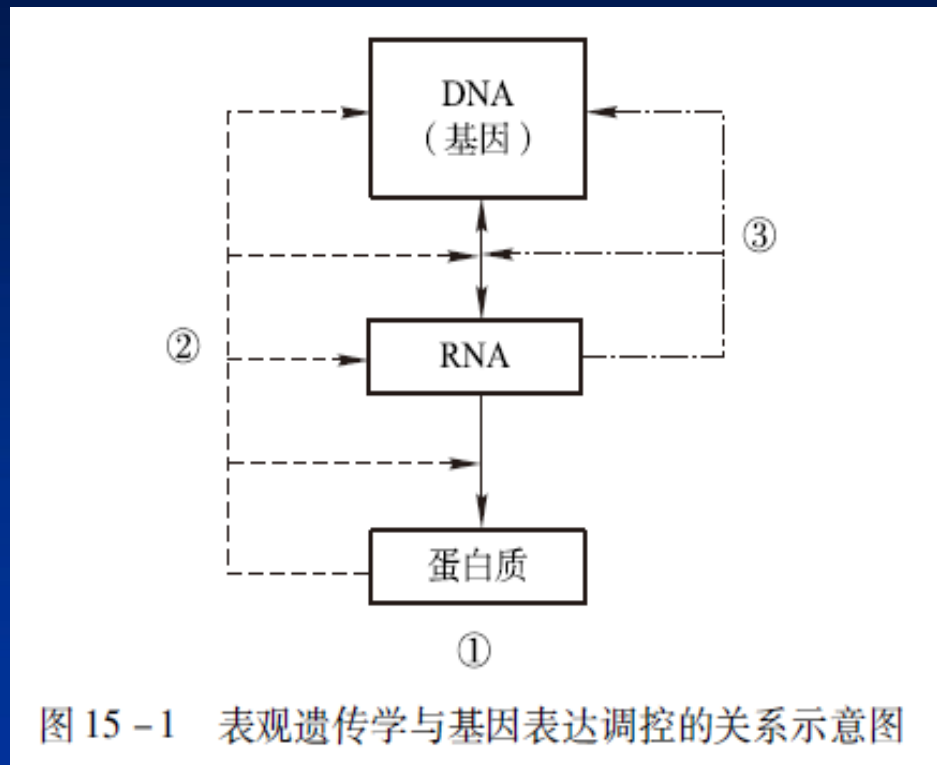 DNA
（基因）
③
②
RNA
蛋白质
①
图 15－1 表观遗传学与基因表达调控的关系示意图